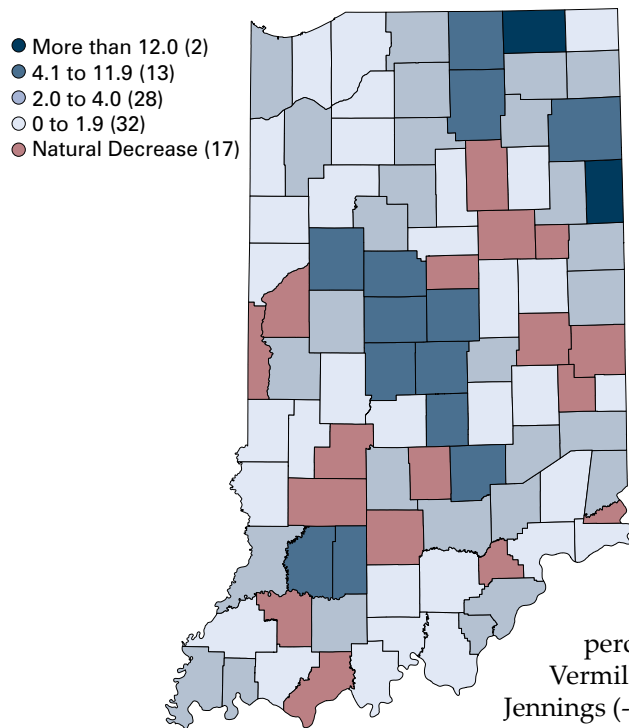 More than 12.0 (2)
4.1 to 11.9 (13)
2.0 to 4.0 (28)
0 to 1.9 (32)
Natural Decrease (17)
perc
Vermil
Jennings (-